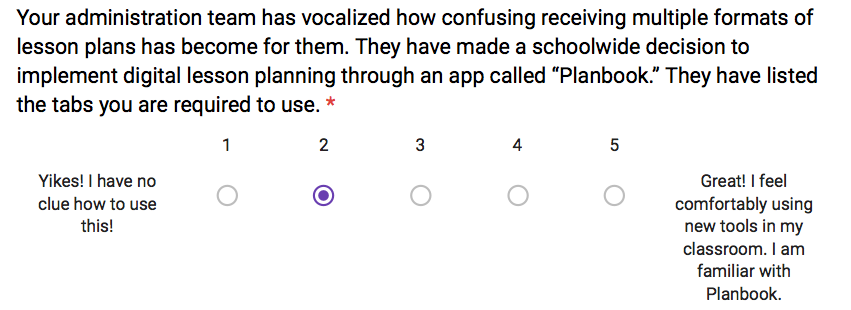 Your administration team has vocalized how confusing receiving multiple formats of
lesson plans has become for them. They have made a schoolwide decision to
implement digital lesson planning through an app called “Planbook.” They have listed
the tabs you are required to use. *
1 2 3 4 5
Yikes! I have no
clue how to use
this!
Great! I feel
comfortably using
new tools in my
classroom. I am
familiar with
Planbook.